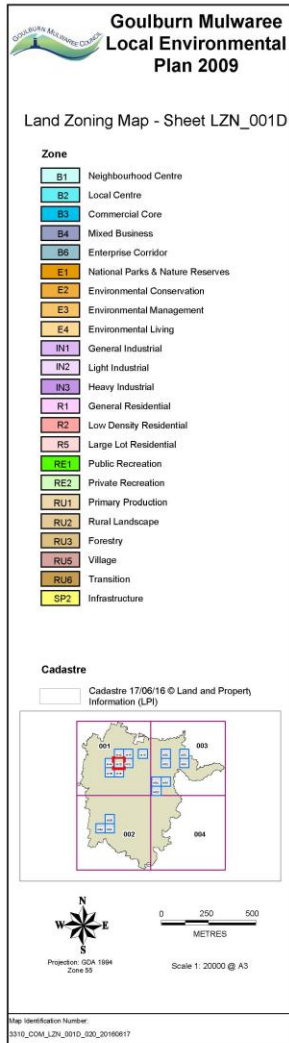 GOULBURN MULWAREE COUNCIL
Goulburn Mulwaree
Local Environmental
Plan 2009
Land Zoning Map - Sheet LZN_001D
Zone
B1 Neighbourhood Centre
B2 Local Centre
B3 Commercial Core
B4 Mixed Business
B6 Enterprise Corridor
E1 National Parks & Nature Reserves
E2 Environmental Conservation
E3 Environmental Management
E4 Environmental Living
IN1 General Industrial
IN2 Light Industrial
IN3 Heavy Industrial
R1 General Residential
R2 Low Density Residential
R5 Large Lot Residential
RE1 Public Recreation
RE2 Private Recreation
RU1 Primary Production
RU2 Rural Landscape
RU3 Forestry
RU5 Village
RU6 Transition
SP2 Infrastructure
Cadastre
Cadastre 17/06/16 © Land and Property
Information (LPI)
001
003
002
004
N
W E
S
0 250 500
METRES
Projection: GDA 1994
Zone 55
Scale 1: 20000 @ A3
Map Identification Number:
3310_COM_LZN_001D_020_20160617